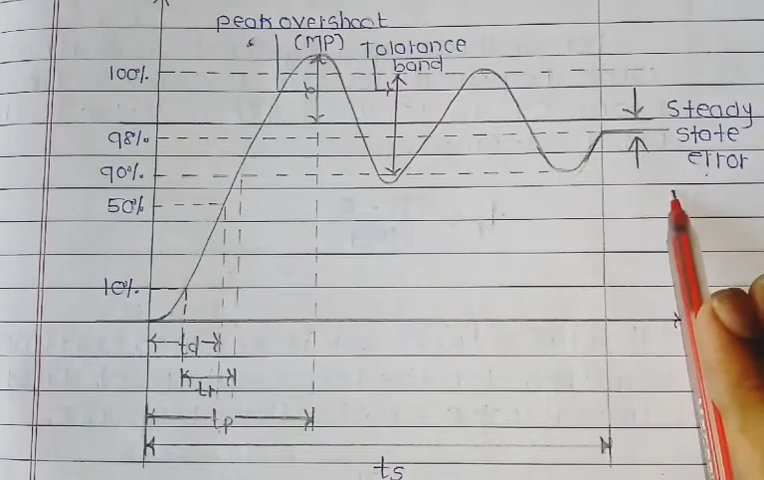 peak overshoot
(MP)
Tolorance
band
100%
98%
90%
50%
10%
Steady
state
error
td
tr
tp
ts